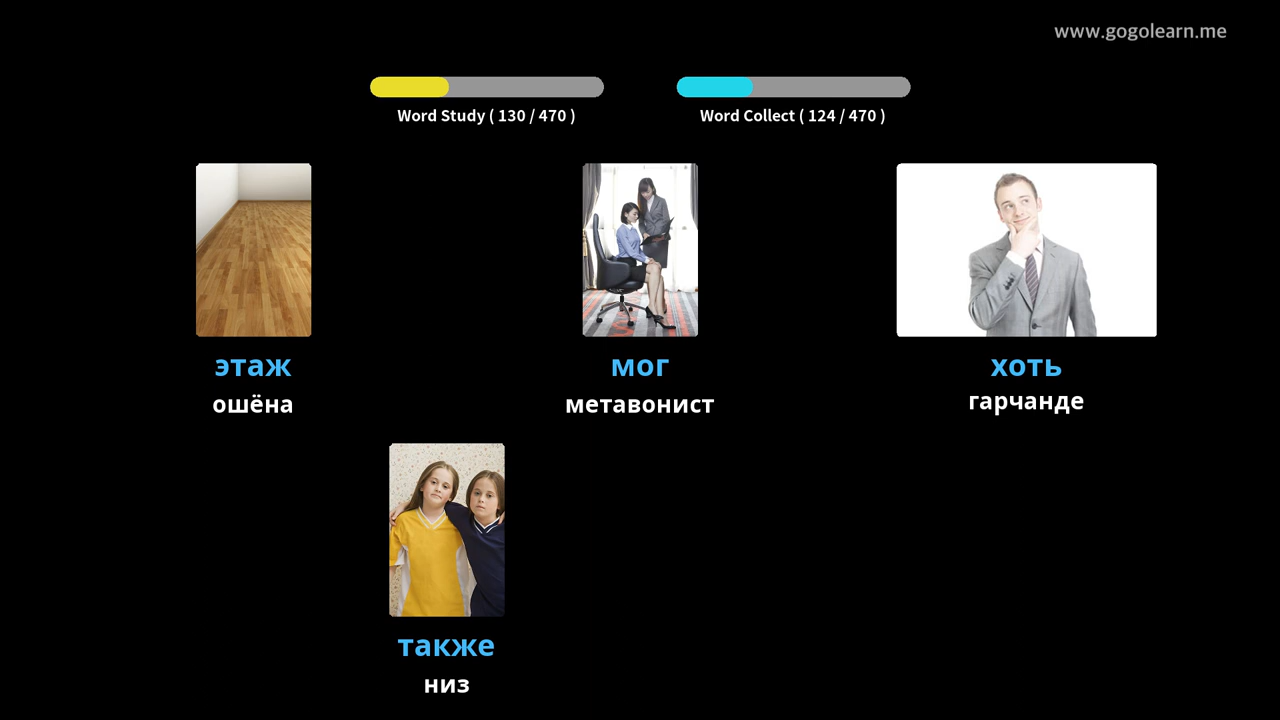 www.gogolearn.me
Word Study ( 130 / 470 )
Word Collect ( 124 / 470 )
этаж
ошёна
мог
метавонист
хоть
гарчанде
также
низ